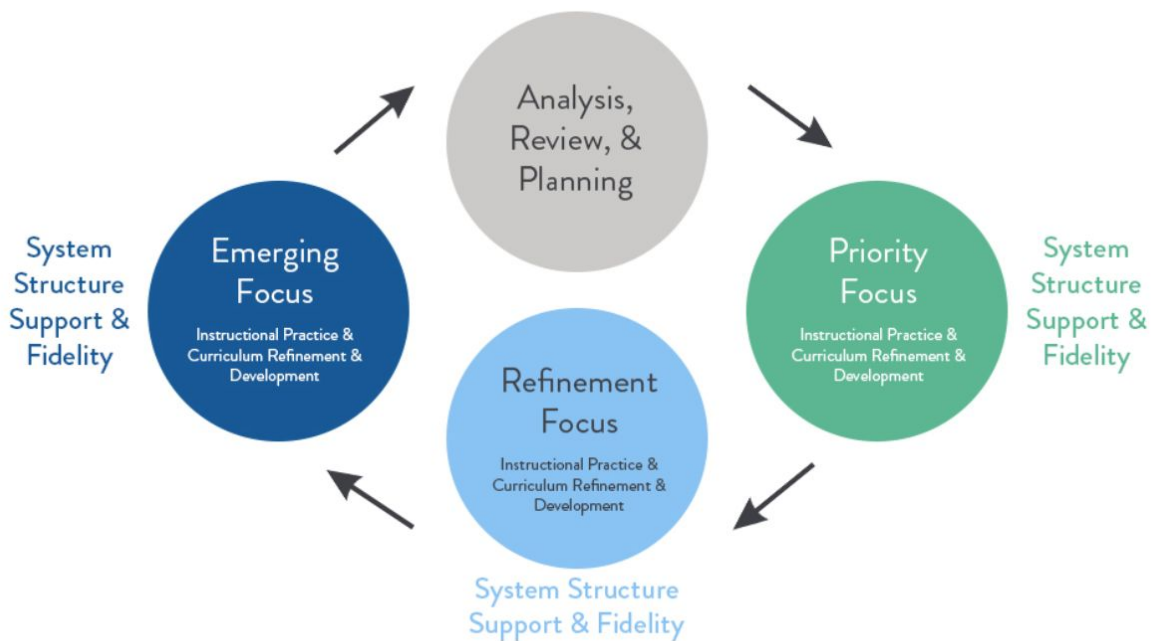 Analysis,
Review, &
Planning
System
Structure
Support &
Fidelity
Emerging
Focus
Instructional Practice &
Curriculum Refinement &
Development
Priority
Focus
Instructional Practice &
Curriculum Refinement &
Development
System
Structure
Support &
Fidelity
Refinement
Focus
Instructional Practice &
Curriculum Refinement &
Development
System Structure
Support & Fidelity